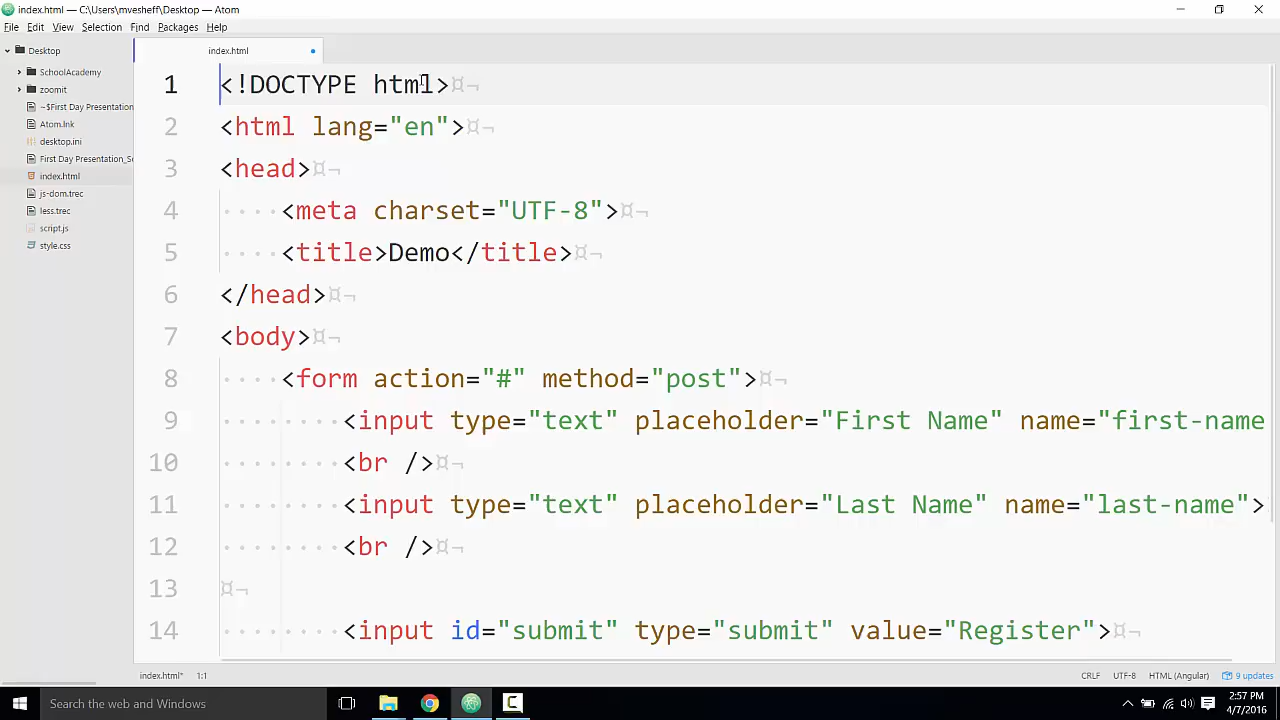 index.html — C:\Users\mvesheff\Desktop — Atom
File Edit View Selection Find Packages Help
Desktop
SchoolAcademy
zoomit
~$First Day Presentation
Atom.lnk
desktop.ini
First Day Presentation_S
index.html
js-dom.trec
less.trec
script.js
style.css
index.html
1 <!DOCTYPE html>¤¬
2 <html lang="en">¤¬
3 <head>¤¬
4 ····<meta charset="UTF-8">¤¬
5 ····<title>Demo</title>¤¬
6 </head>¤¬
7 <body>¤¬
8 ····<form action="#" method="post">¤¬
9 ········<input type="text" placeholder="First Name" name="first-name
10 ········<br />¤¬
11 ········<input type="text" placeholder="Last Name" name="last-name">
12 ········<br />¤¬
13 ¤¬
14 ········<input id="submit" type="submit" value="Register">¤¬
index.html* 1:1 CRLF UTF-8 HTML (Angular) 9 updates
Search the web and Windows
2:57 PM
4/7/2016